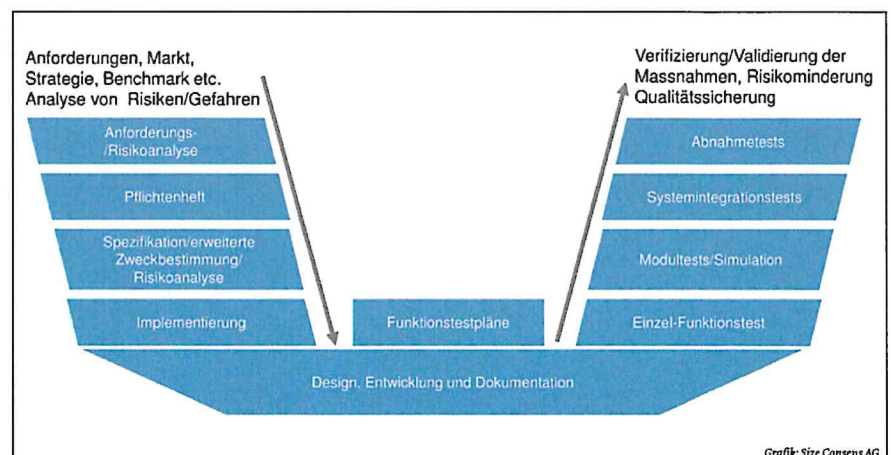 Anforderungen, Markt,
Strategie, Benchmark etc.
Analyse von Risiken/Gefahren
Anforderungs-
/Risikoanalyse
Pflichtenheft
Spezifikation/erweiterte
Zweckbestimmung/
Risikoanalyse
Implementierung
Funktionstestpläne
Verifizierung/Validierung der
Massnahmen, Risikominderung
Qualitätssicherung
Abnahmetests
Systemintegrationstests
Modultests/Simulation
Einzel-Funktionstest
Design, Entwicklung und Dokumentation
Grafik: Size Consens AG